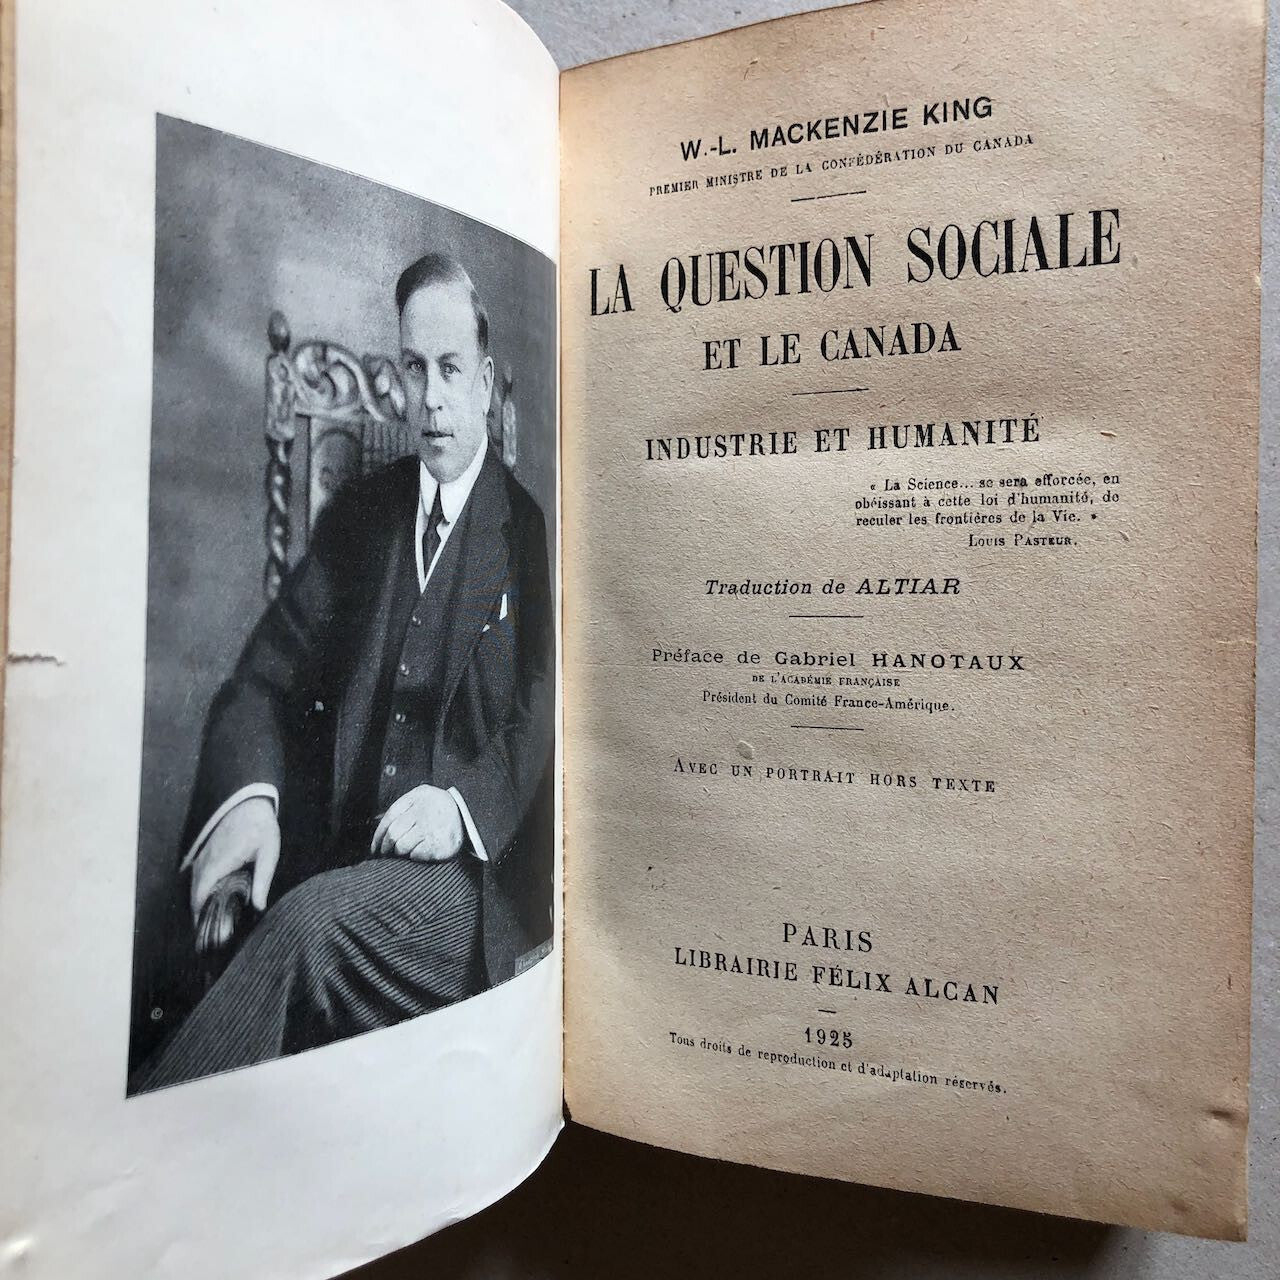 W.-L. MACKENZIE KING
PREMIER MINISTRE DE LA CONFÉDÉRATION DU CANADA
LA QUESTION SOCIALE
ET LE CANADA
INDUSTRIE ET HUMANITÉ
« La Science... se sera efforcée, en
obéissant à cette loi d'humanité, de
reculer les frontières de la Vie. »
LOUIS PASTEUR.
Traduction de ALTIAR
Préface de Gabriel HANOTAUX
DE L'ACADÉMIE FRANÇAISE
Président du Comité France-Amérique.
AVEC UN PORTRAIT HORS TEXTE
PARIS
LIBRAIRIE FÉLIX ALCAN
1925
Tous droits de reproduction et d'adaptation réservés.
©